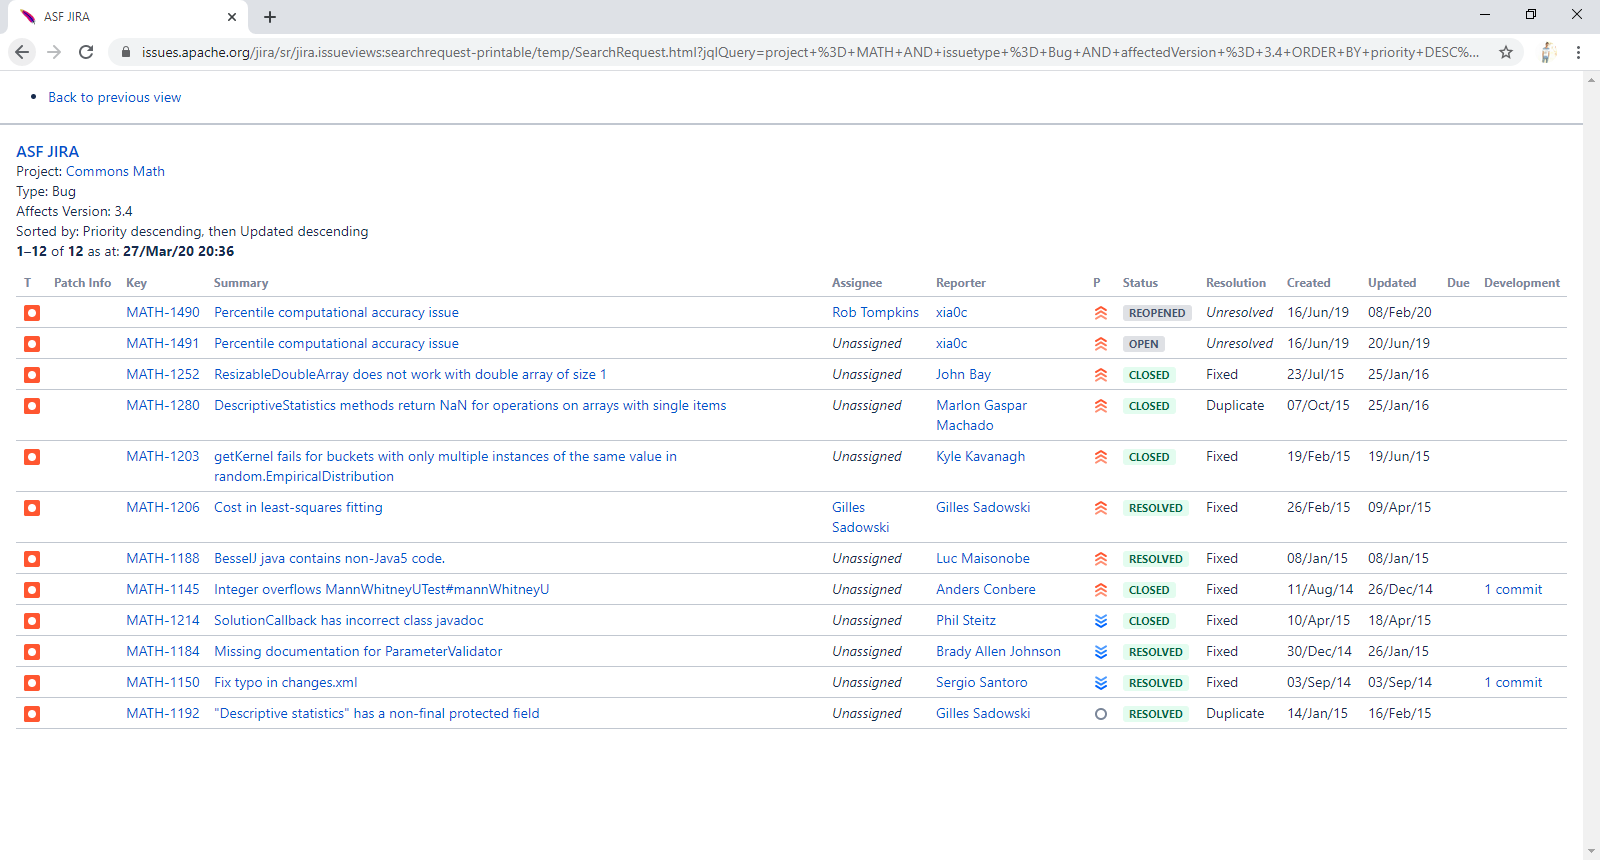 ASF JIRA
issues.apache.org/jira/sr/jira.issueviews:searchrequest-printable/temp/SearchRequest.html?jqlQuery=project+%3D+MATH+AND+issuetype+%3D+Bug+AND+affectedVersion+%3D+3.4+ORDER+BY+priority+DESC%...
Back to previous view
ASF JIRA
Project: Commons Math
Type: Bug
Affects Version: 3.4
Sorted by: Priority descending, then Updated descending
1–12 of 12 as at: 27/Mar/20 20:36
T Patch Info Key Summary Assignee Reporter P Status Resolution Created Updated Due Development
MATH-1490 Percentile computational accuracy issue Rob Tompkins xia0c REOPENED Unresolved 16/Jun/19 08/Feb/20
MATH-1491 Percentile computational accuracy issue Unassigned xia0c OPEN Unresolved 16/Jun/19 20/Jun/19
MATH-1252 ResizableDoubleArray does not work with double array of size 1 Unassigned John Bay CLOSED Fixed 23/Jul/15 25/Jan/16
MATH-1280 DescriptiveStatistics methods return NaN for operations on arrays with single items Unassigned Marlon Gaspar CLOSED Duplicate 07/Oct/15 25/Jan/16
Machado
MATH-1203 getKernel fails for buckets with only multiple instances of the same value in Unassigned Kyle Kavanagh CLOSED Fixed 19/Feb/15 19/Jun/15
random.EmpiricalDistribution
MATH-1206 Cost in least-squares fitting Gilles Gilles Sadowski RESOLVED Fixed 26/Feb/15 09/Apr/15
Sadowski
MATH-1188 BesselJ java contains non-Java5 code. Unassigned Luc Maisonobe RESOLVED Fixed 08/Jan/15 08/Jan/15
MATH-1145 Integer overflows MannWhitneyUTest#mannWhitneyU Unassigned Anders Conbere CLOSED Fixed 11/Aug/14 26/Dec/14 1 commit
MATH-1214 SolutionCallback has incorrect class javadoc Unassigned Phil Steitz CLOSED Fixed 10/Apr/15 18/Apr/15
MATH-1184 Missing documentation for ParameterValidator Unassigned Brady Allen Johnson RESOLVED Fixed 30/Dec/14 26/Jan/15
MATH-1150 Fix typo in changes.xml Unassigned Sergio Santoro RESOLVED Fixed 03/Sep/14 03/Sep/14 1 commit
MATH-1192 "Descriptive statistics" has a non-final protected field Unassigned Gilles Sadowski RESOLVED Duplicate 14/Jan/15 16/Feb/15